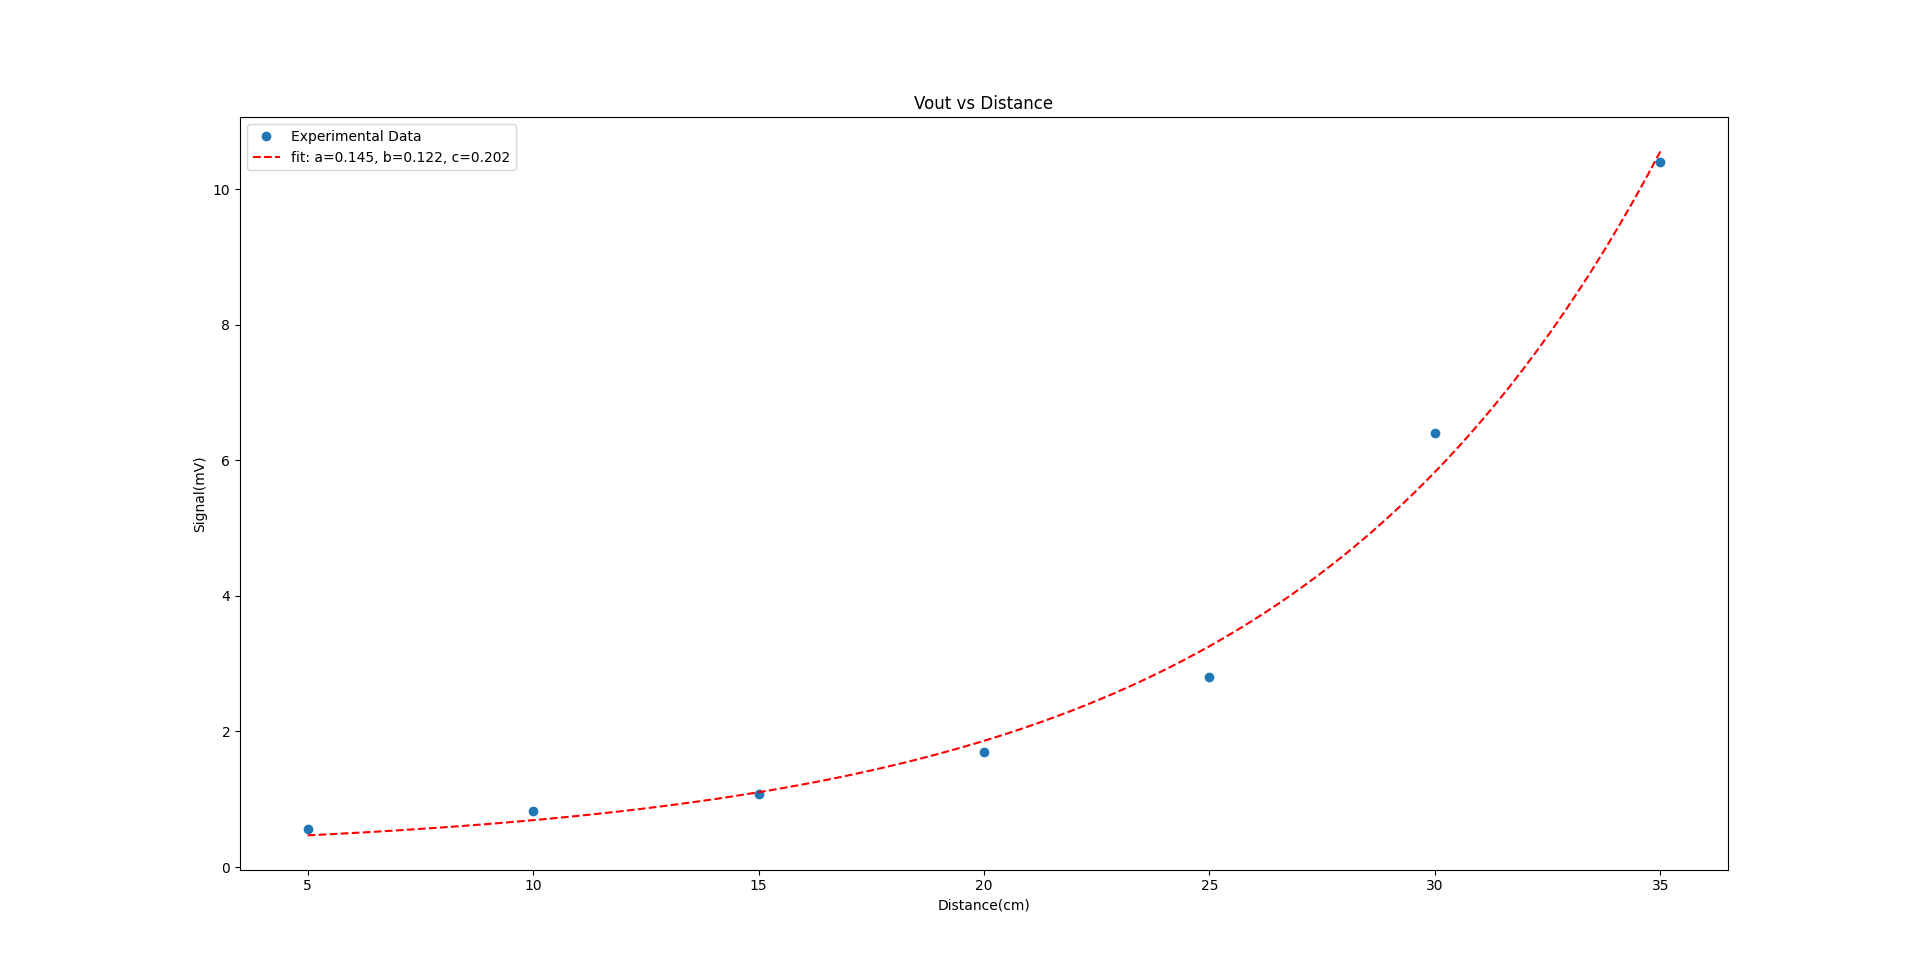 Vout vs Distance
Experimental Data
fit: a=0.145, b=0.122, c=0.202
10
8
6
4
2
0
Signal(mV)
5 10 15 20 25 30 35
Distance(cm)